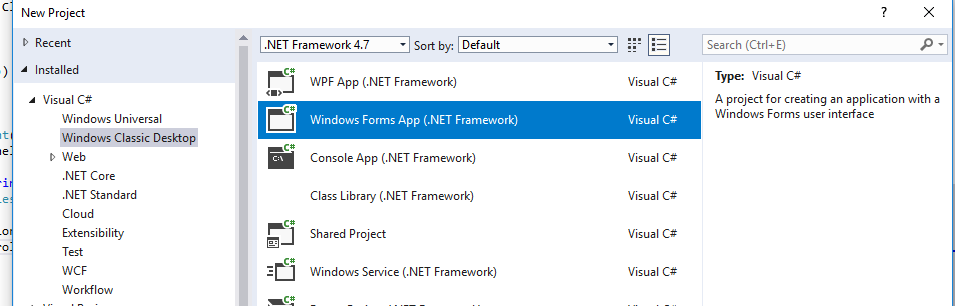 New Project
?
Recent
.NET Framework 4.7
Sort by:
Default
Search (Ctrl+E)
Installed
Visual C#
Windows Universal
Windows Classic Desktop
Web
.NET Core
.NET Standard
Cloud
Extensibility
Test
WCF
Workflow
WPF App (.NET Framework) Visual C#
Windows Forms App (.NET Framework) Visual C#
Console App (.NET Framework) Visual C#
Class Library (.NET Framework) Visual C#
Shared Project Visual C#
Windows Service (.NET Framework) Visual C#
Type: Visual C#
A project for creating an application with a
Windows Forms user interface